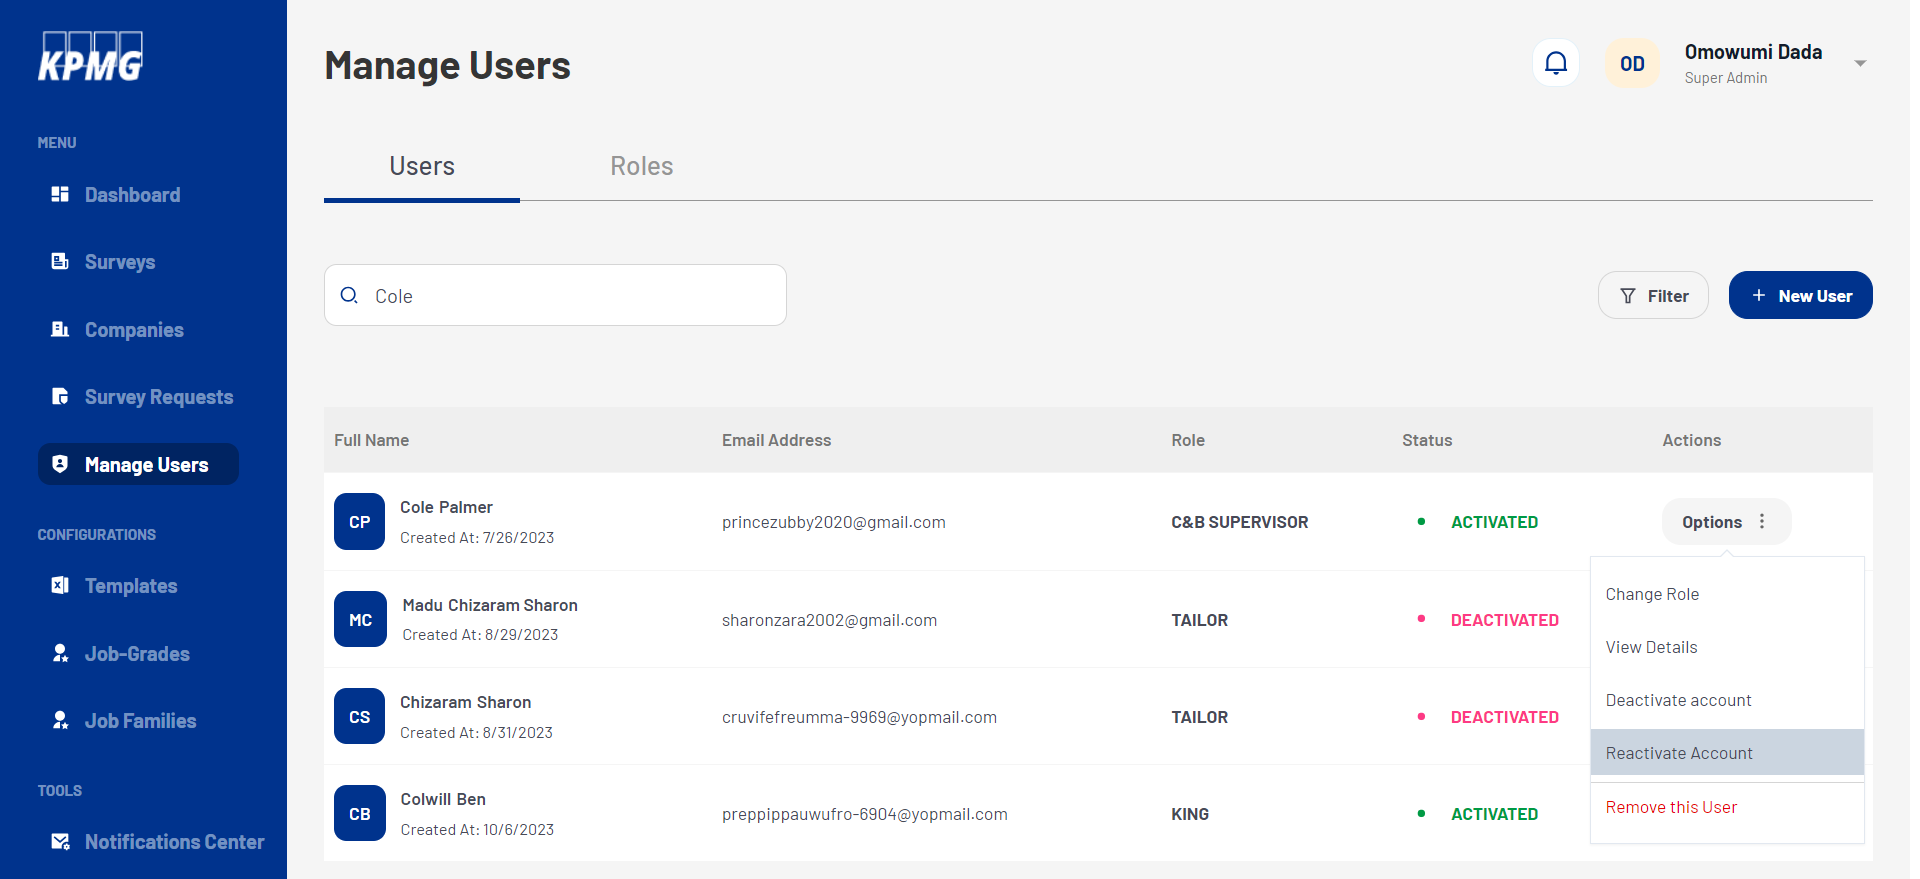 KPMG
MENU
Dashboard
Surveys
Companies
Survey Requests
Manage Users
CONFIGURATIONS
Templates
Job-Grades
Job Families
TOOLS
Notifications Center
Manage Users
OD
Omowumi Dada
Super Admin
Users
Roles
Cole
Filter
+ New User
Full Name Email Address Role Status Actions
CP
Cole Palmer
Created At: 7/26/2023
princezubby2020@gmail.com
C&B SUPERVISOR
ACTIVATED
Options
MC
Madu Chizaram Sharon
Created At: 8/29/2023
sharonzara2002@gmail.com
TAILOR
DEACTIVATED
CS
Chizaram Sharon
Created At: 8/31/2023
cruvifefreumma-9969@yopmail.com
TAILOR
DEACTIVATED
CB
Colwill Ben
Created At: 10/6/2023
preppippauwufro-6904@yopmail.com
KING
ACTIVATED
Change Role
View Details
Deactivate account
Reactivate Account
Remove this User